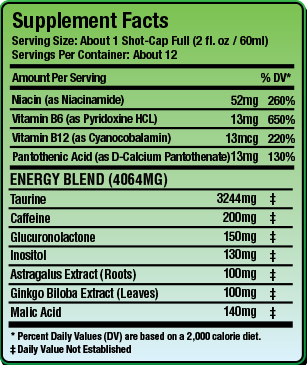 Supplement Facts
Serving Size: About 1 Shot-Cap Full (2 fl. oz / 60ml)
Servings Per Container: About 12
Amount Per Serving % DV*
Niacin (as Niacinamide) 52mg 260%
Vitamin B6 (as Pyridoxine HCL) 13mg 650%
Vitamin B12 (as Cyanocobalamin) 13mcg 220%
Pantothenic Acid (as D-Calcium Pantothenate) 13mg 130%
ENERGY BLEND (4064MG)
Taurine 3244mg ‡
Caffeine 200mg ‡
Glucuronolactone 150mg ‡
Inositol 130mg ‡
Astragalus Extract (Roots) 100mg ‡
Ginkgo Biloba Extract (Leaves) 100mg ‡
Malic Acid 140mg ‡
* Percent Daily Values (DV) are based on a 2,000 calorie diet.
‡ Daily Value Not Established